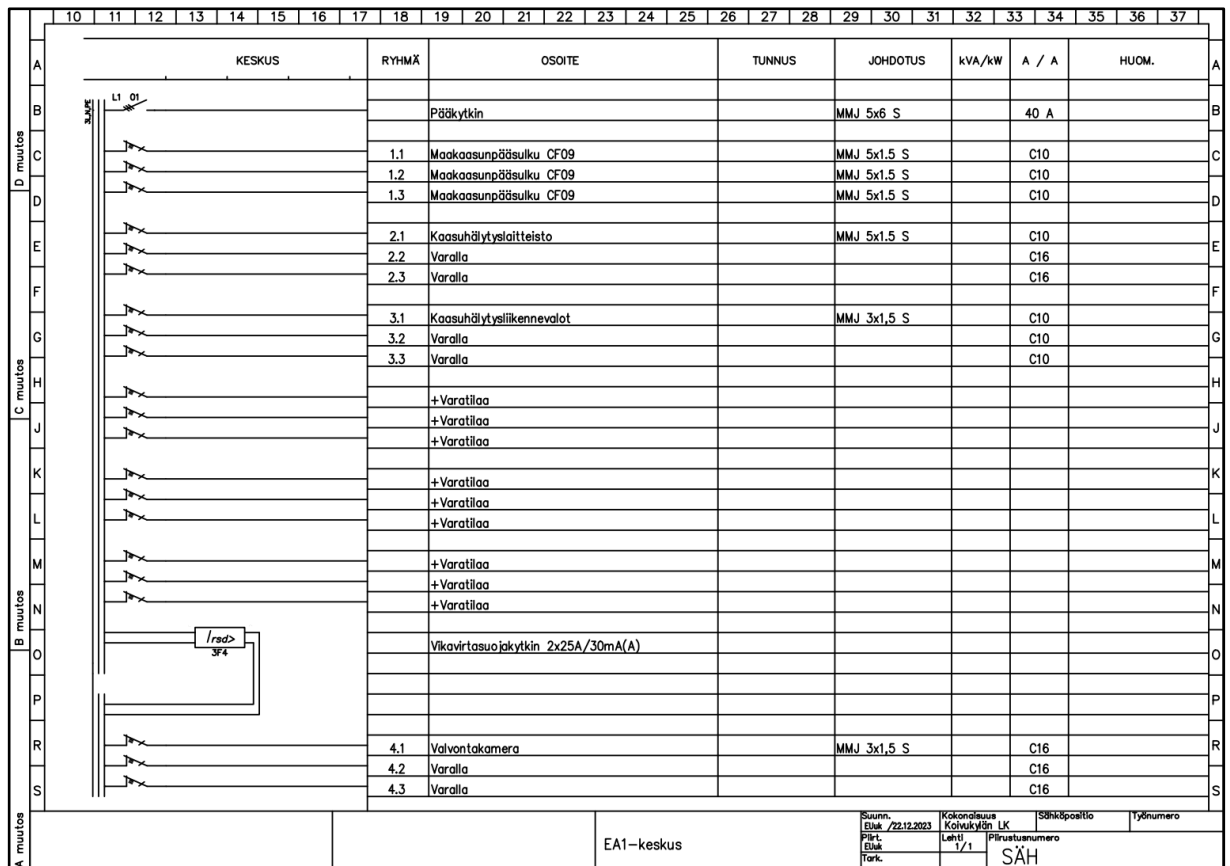 10 11 12 13 14 15 16 17 18 19 20 21 22 23 24 25 26 27 28 29 30 31 32 33 34 35 36 37
A KESKUS RYHMÄ OSOITE TUNNUS JOHDOTUS kVA/kW A / A HUOM. A
3L,N,PE
L1 01
B Pääkytkin MMJ 5x6 S 40 A B
C 1.1 Maakaasunpääsulku CF09 MMJ 5x1.5 S C10 C
1.2 Maakaasunpääsulku CF09 MMJ 5x1.5 S C10
D 1.3 Maakaasunpääsulku CF09 MMJ 5x1.5 S C10 D
E 2.1 Kaasuhälytyslaitteisto MMJ 5x1.5 S C10 E
2.2 Varalla C16
2.3 Varalla C16
F F
G 3.1 Kaasuhälytysliikennevalot MMJ 3x1,5 S C10 G
3.2 Varalla C10
3.3 Varalla C10
H H
+Varatilaa
J +Varatilaa J
+Varatilaa
K K
+Varatilaa
+Varatilaa
L +Varatilaa L
M +Varatilaa M
+Varatilaa
N +Varatilaa N
Irsd>
3F4
O Vikavirtasuojakytkin 2x25A/30mA(A) O
P P
R 4.1 Valvontakamera MMJ 3x1,5 S C16 R
4.2 Varalla C16
S 4.3 Varalla C16 S
D muutos
C muutos
B muutos
A muutos
EA1-keskus
Suunn.
EUuk /22.12.2023
Kokonaisuus
Koivukylän LK
Sähköpositio
Työnumero
Piirt.
EUuk
Lehti
1/1
Piirustusnumero
SÄH
Tark.